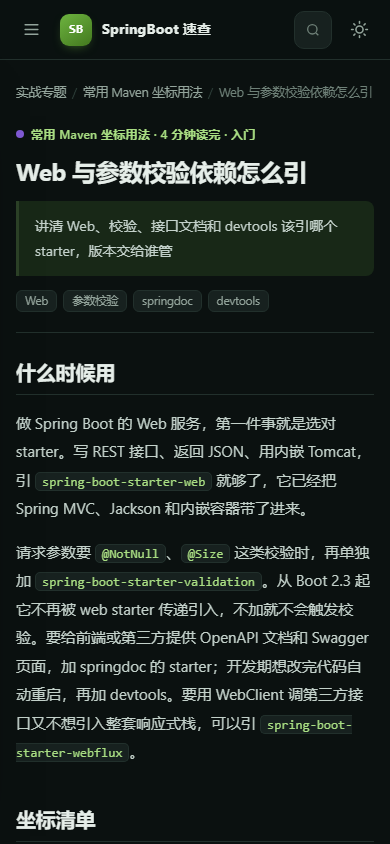 SB SpringBoot 速查
实战专题 / 常用 Maven 坐标用法 / Web 与参数校验依赖怎么引
常用 Maven 坐标用法 · 4 分钟读完 · 入门
Web 与参数校验依赖怎么引
讲清 Web、校验、接口文档和 devtools 该引哪个
starter，版本交给谁管
Web 参数校验 springdoc devtools
什么时候用
做 Spring Boot 的 Web 服务，第一件事就是选对
starter。写 REST 接口、返回 JSON、用内嵌 Tomcat，
引 spring-boot-starter-web 就够了，它已经把
Spring MVC、Jackson 和内嵌容器带了进来。
请求参数要 @NotNull、@Size 这类校验时，再单独
加 spring-boot-starter-validation。从 Boot 2.3 起
它不再被 web starter 传递引入，不加就不会触发校
验。要给前端或第三方提供 OpenAPI 文档和 Swagger
页面，加 springdoc 的 starter；开发期想改完代码自
动重启，再加 devtools。要用 WebClient 调第三方接
口又不想引入整套响应式栈，可以引 spring-boot-
starter-webflux。
坐标清单